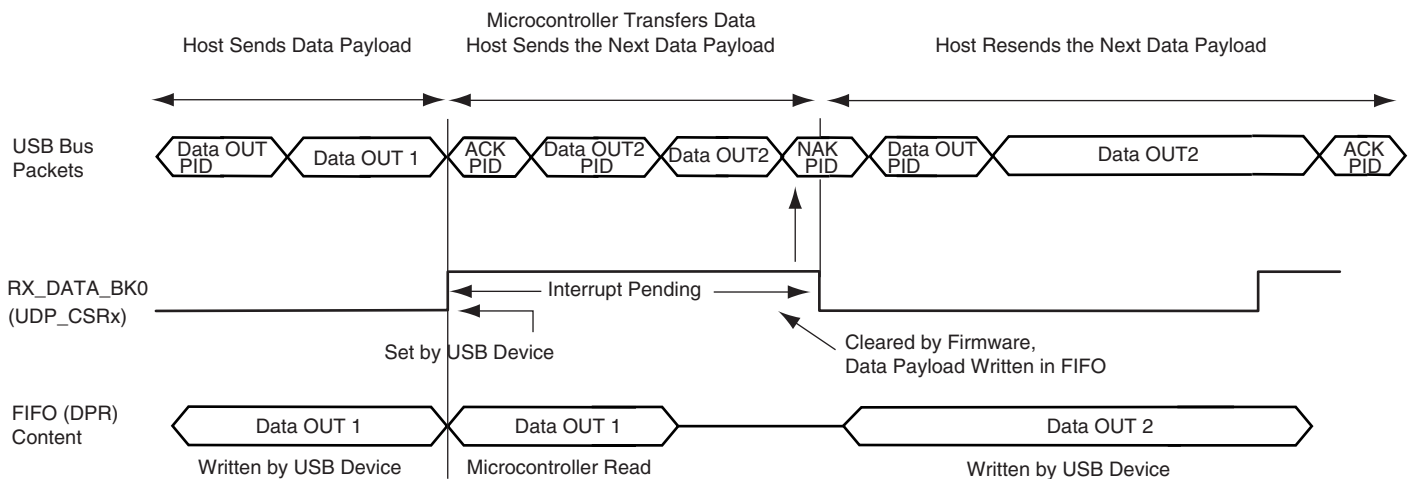 Host Sends Data Payload
Microcontroller Transfers Data
Host Sends the Next Data Payload
Host Resends the Next Data Payload
USB Bus
Packets
Data OUT
PID
Data OUT 1
ACK
PID
Data OUT2
PID
Data OUT2
NAK
PID
Data OUT
PID
Data OUT2
ACK
PID
RX_DATA_BK0
(UDP_CSRx)
Interrupt Pending
Set by USB Device
Cleared by Firmware,
Data Payload Written in FIFO
FIFO (DPR)
Content
Data OUT 1
Data OUT 1
Data OUT 2
Written by USB Device
Microcontroller Read
Written by USB Device